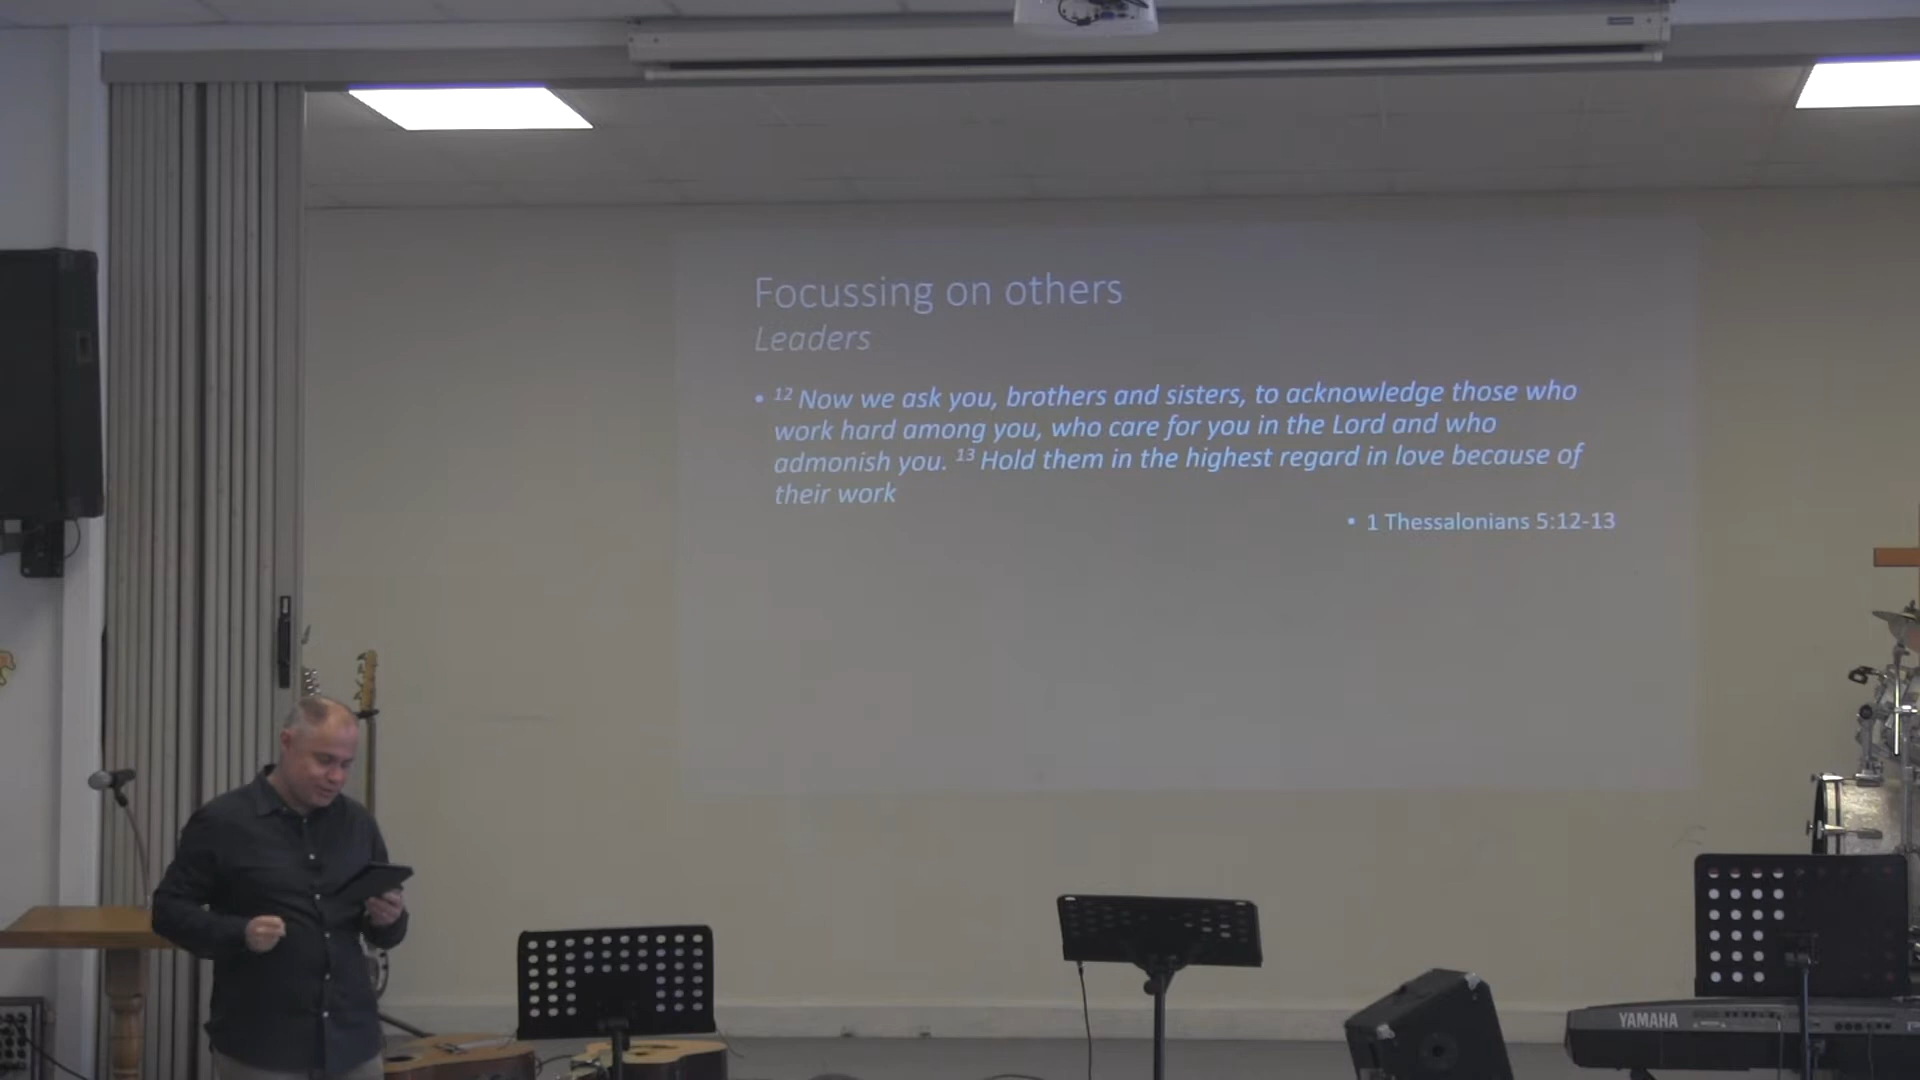 Focussing on others
Leaders
• ¹² Now we ask you, brothers and sisters, to acknowledge those who
work hard among you, who care for you in the Lord and who
admonish you. ¹³ Hold them in the highest regard in love because of
their work
• 1 Thessalonians 5:12-13
YAMAHA